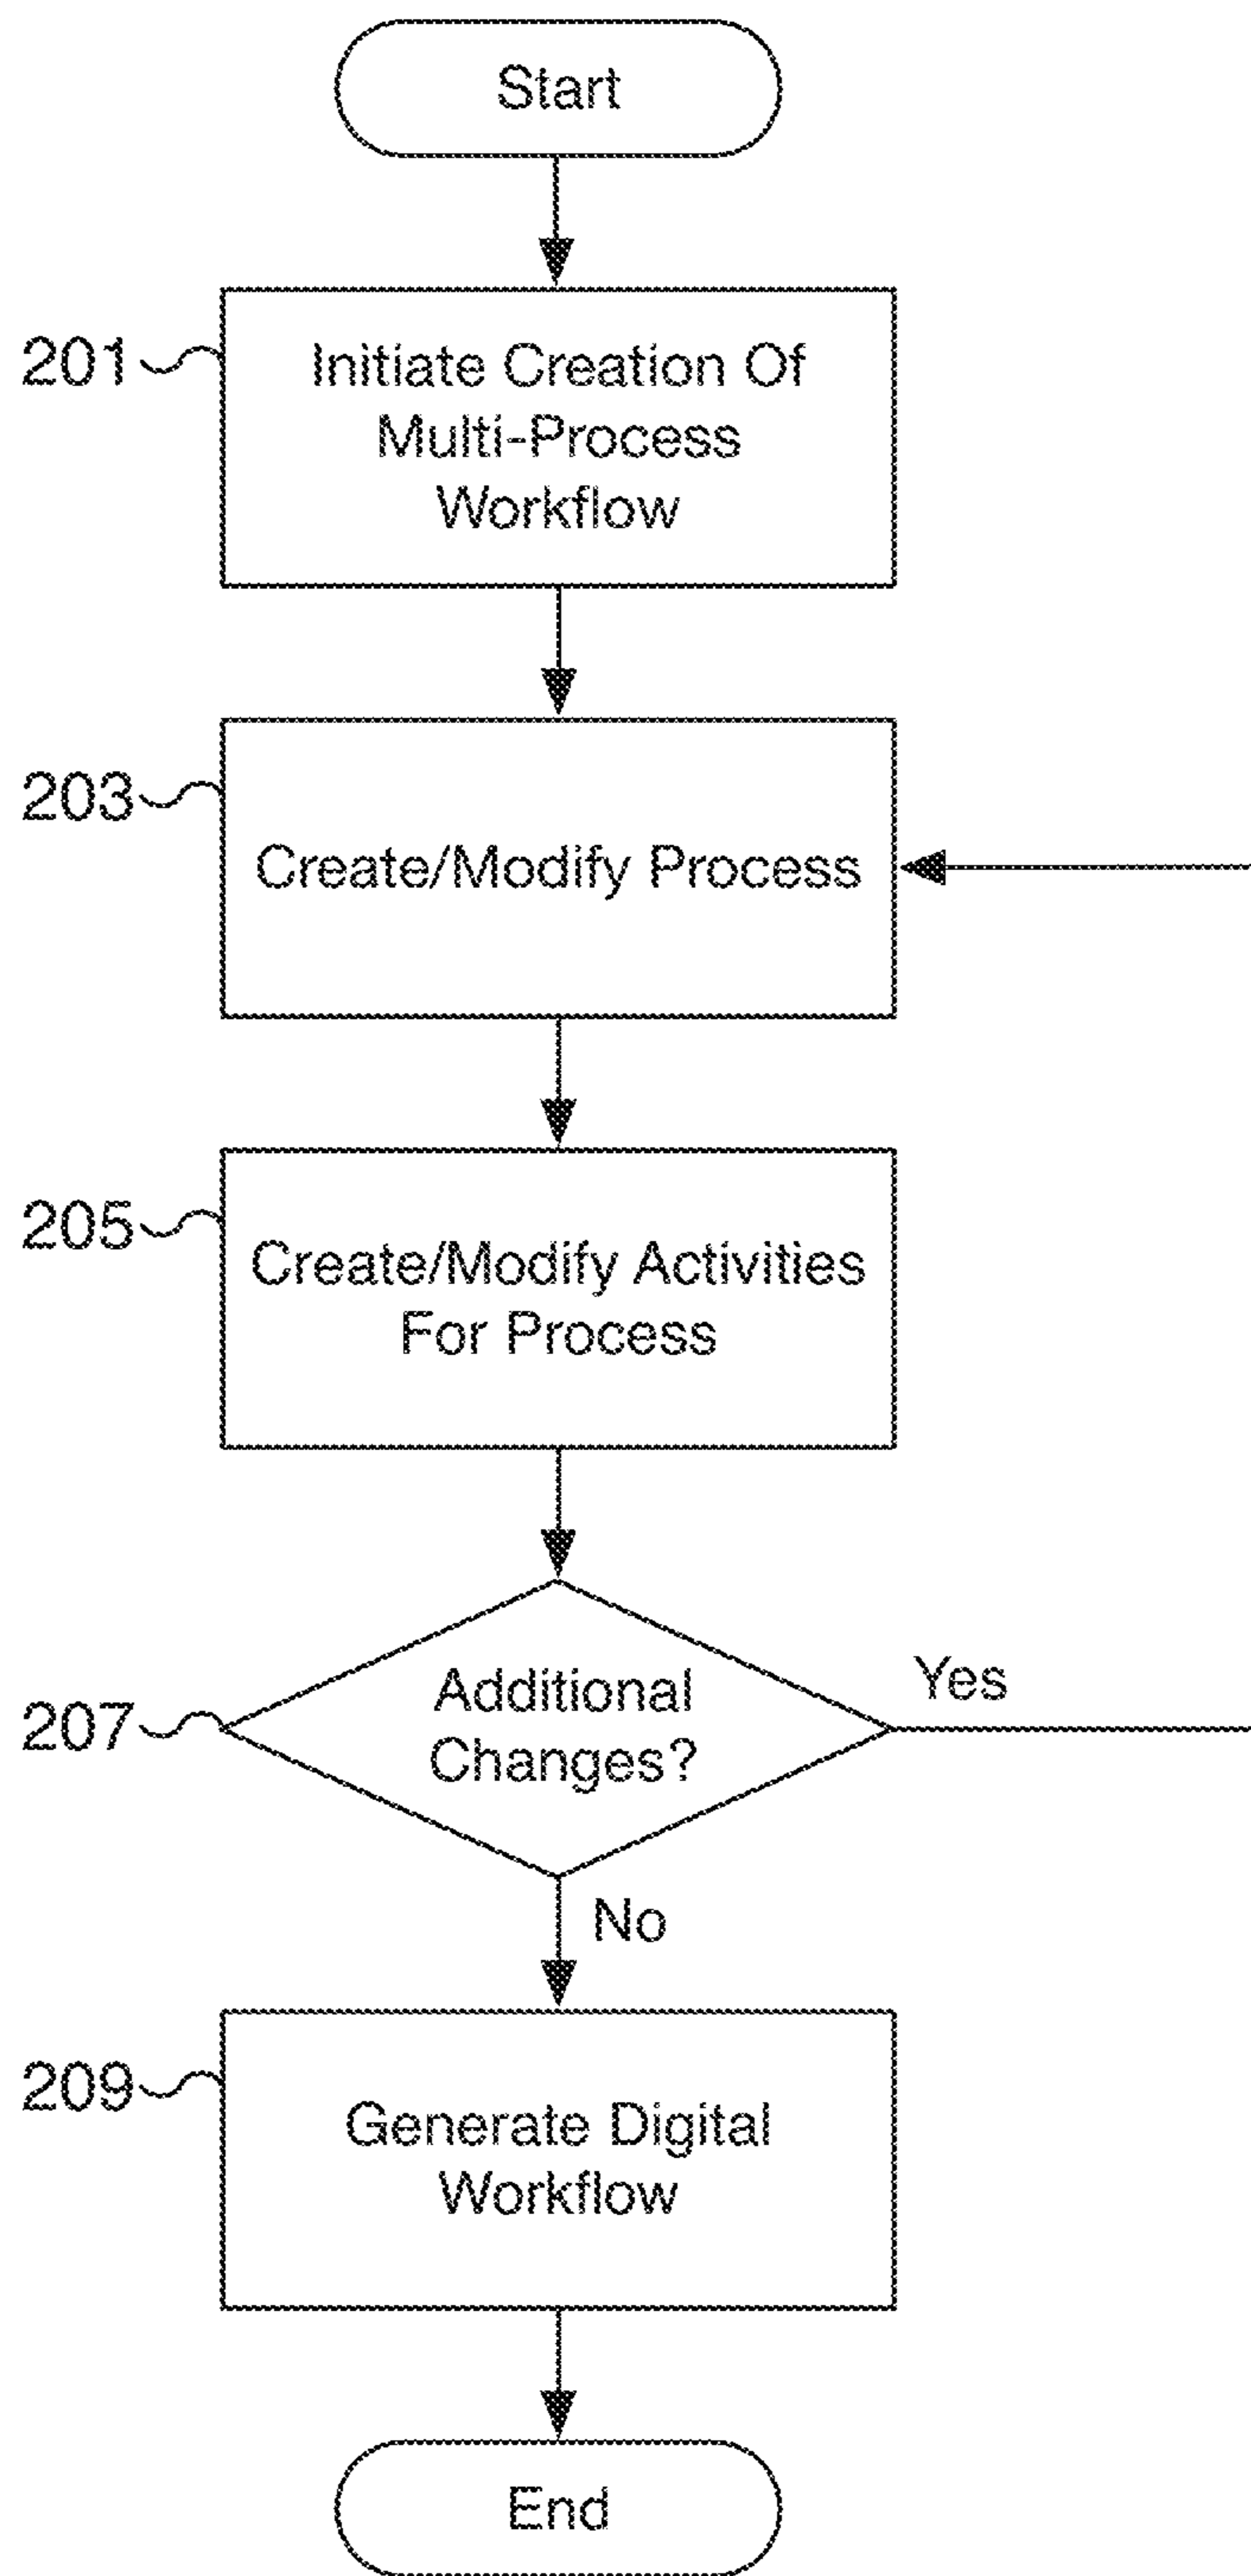 Start
201
Initiate Creation Of
Multi-Process
Workflow
203
Create/Modify Process
205
Create/Modify Activities
For Process
207
Additional
Changes?
Yes
No
209
Generate Digital
Workflow
End